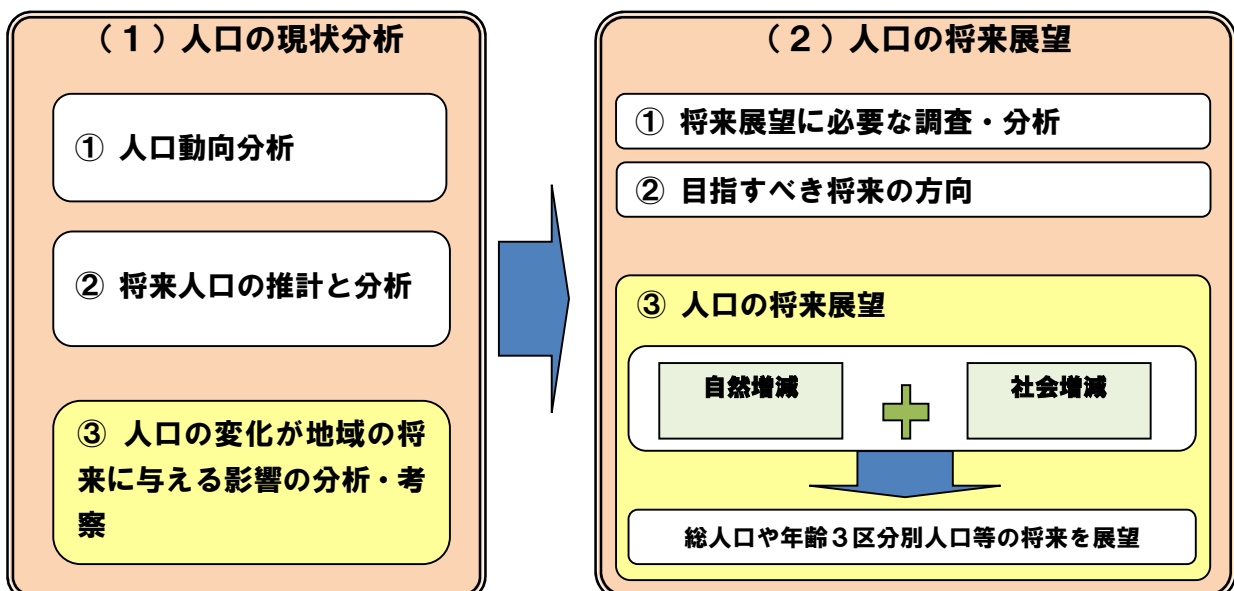 （１）人口の現状分析
① 人口動向分析
② 将来人口の推計と分析
③ 人口の変化が地域の将
来に与える影響の分析・考
察
（２）人口の将来展望
① 将来展望に必要な調査・分析
② 目指すべき将来の方向
③ 人口の将来展望
自然増減
社会増減
総人口や年齢３区分別人口等の将来を展望